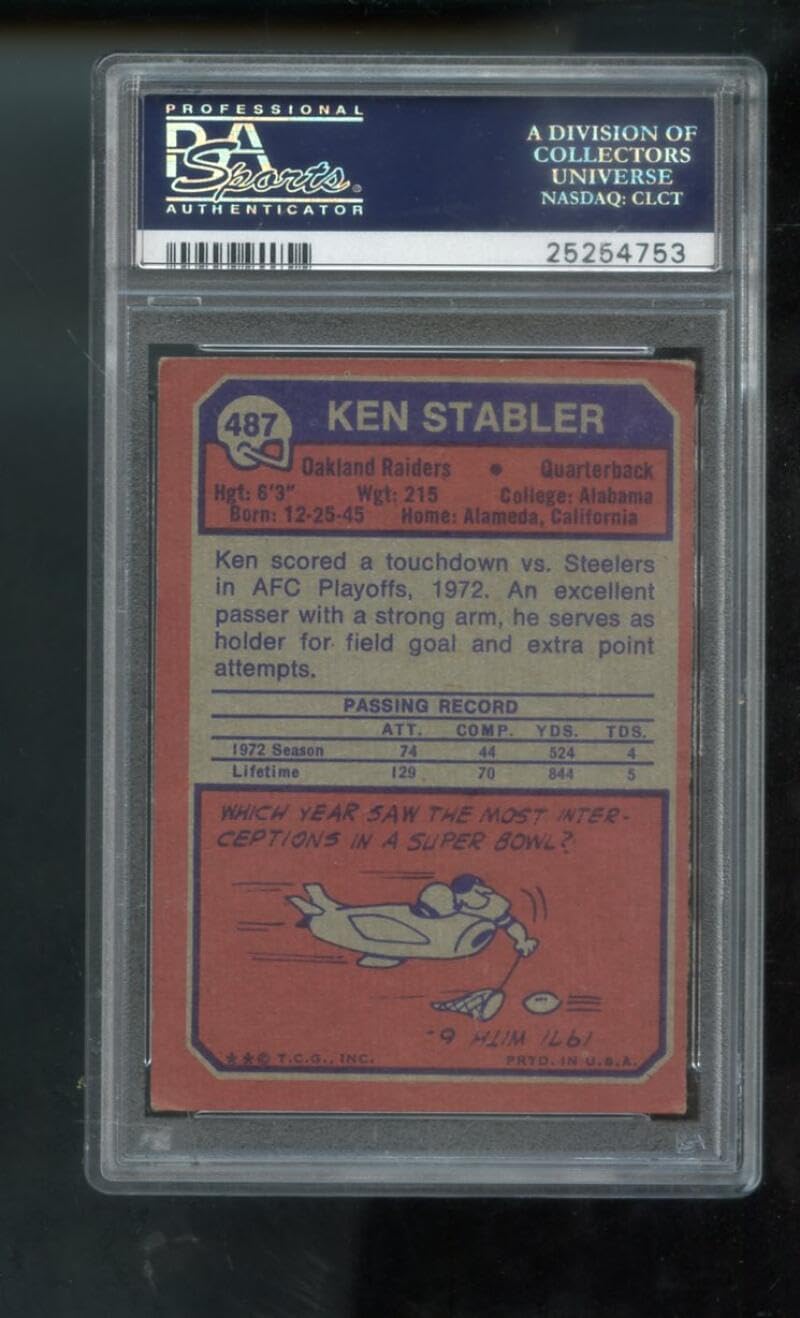 PROFESSIONAL
PSA
Sports
AUTHENTICATOR
A DIVISION OF
COLLECTORS
UNIVERSE
NASDAQ: CLCT
25254753
487
KEN STABLER
Oakland Raiders • Quarterback
Hgt: 6'3" Wgt: 215 College: Alabama
Born: 12-25-45 Home: Alameda, California
Ken scored a touchdown vs. Steelers
in AFC Playoffs, 1972. An excellent
passer with a strong arm, he serves as
holder for field goal and extra point
attempts.
PASSING RECORD
ATT. COMP. YDS. TDS.
1972 Season 74 44 524 4
Lifetime 129 70 844 5
WHICH YEAR SAW THE MOST INTER-
CEPTIONS IN A SUPER BOWL?
1971 WITH 6-
★★© T.C.G., INC. PRTD. IN U.S.A.